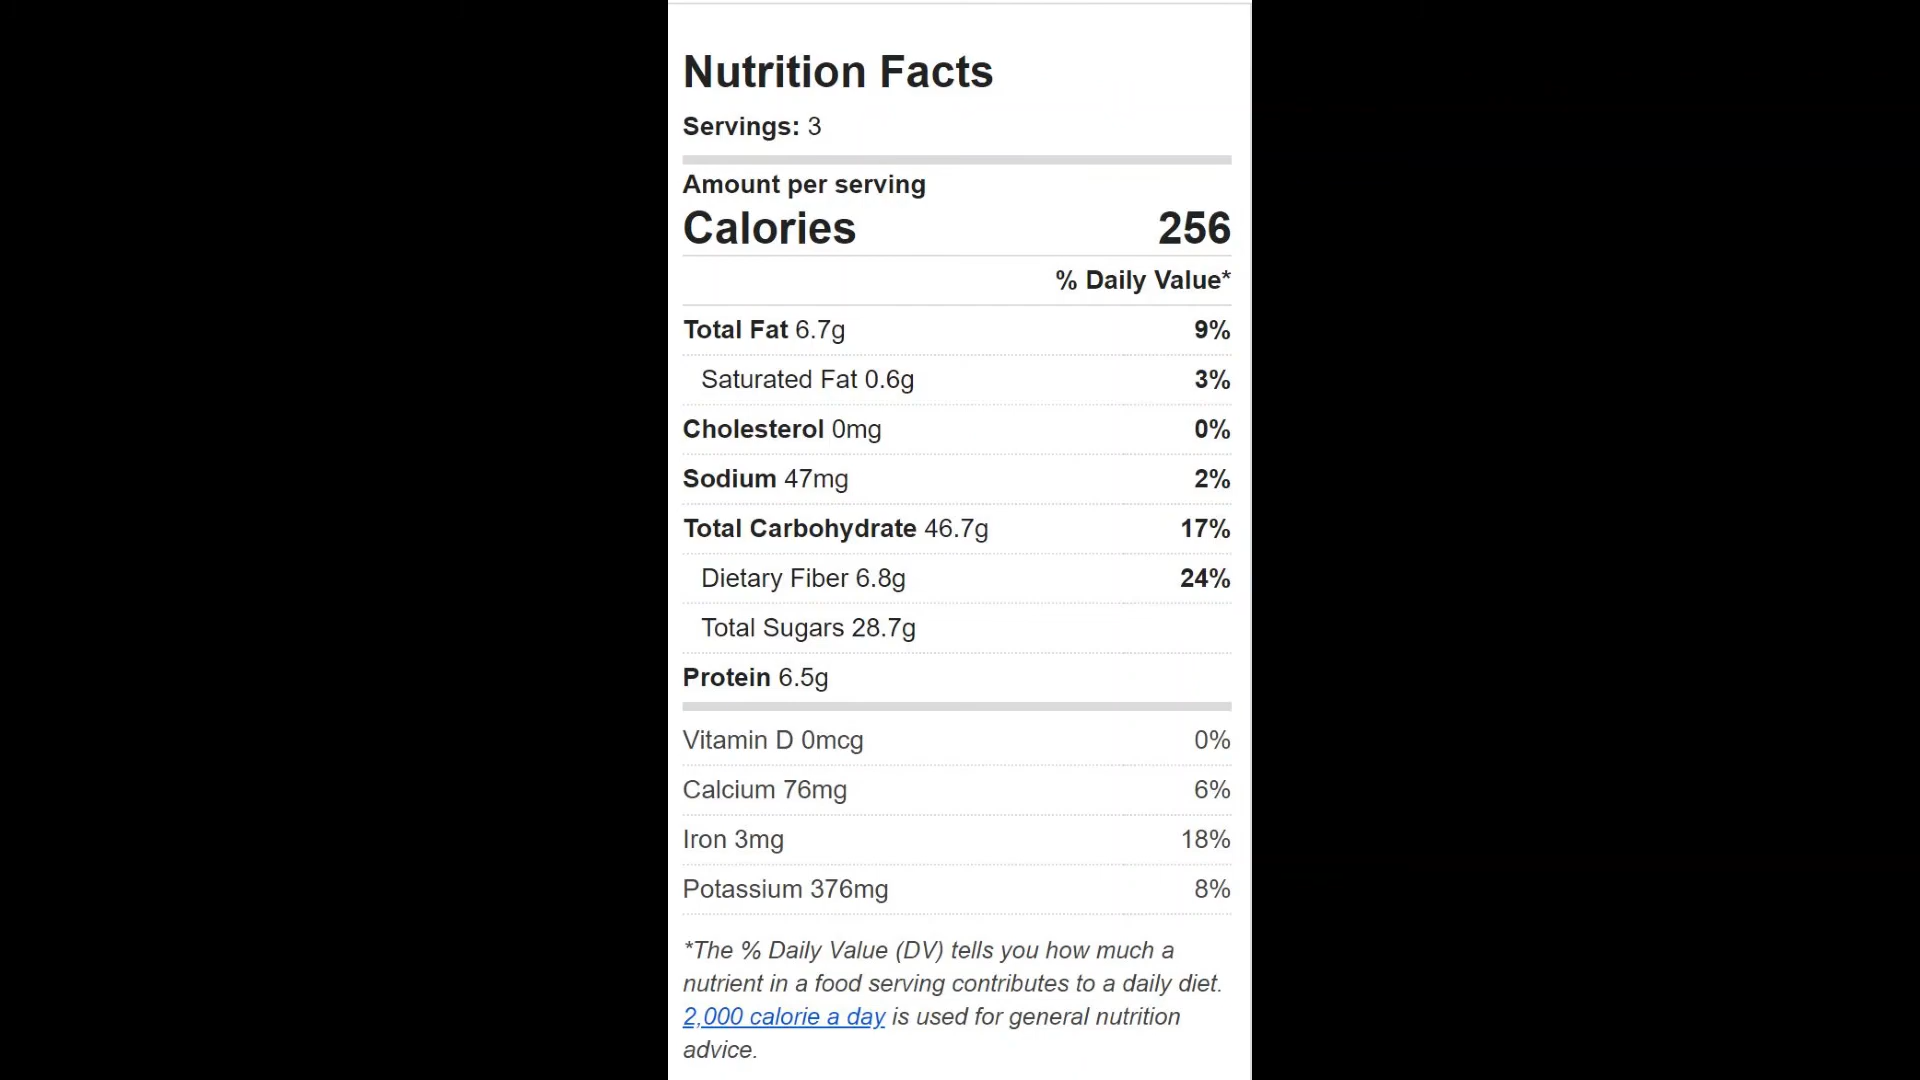 Nutrition Facts
Servings: 3
Amount per serving
Calories 256
% Daily Value*
Total Fat 6.7g 9%
Saturated Fat 0.6g 3%
Cholesterol 0mg 0%
Sodium 47mg 2%
Total Carbohydrate 46.7g 17%
Dietary Fiber 6.8g 24%
Total Sugars 28.7g
Protein 6.5g
Vitamin D 0mcg 0%
Calcium 76mg 6%
Iron 3mg 18%
Potassium 376mg 8%
*The % Daily Value (DV) tells you how much a
nutrient in a food serving contributes to a daily diet.
2,000 calorie a day is used for general nutrition
advice.